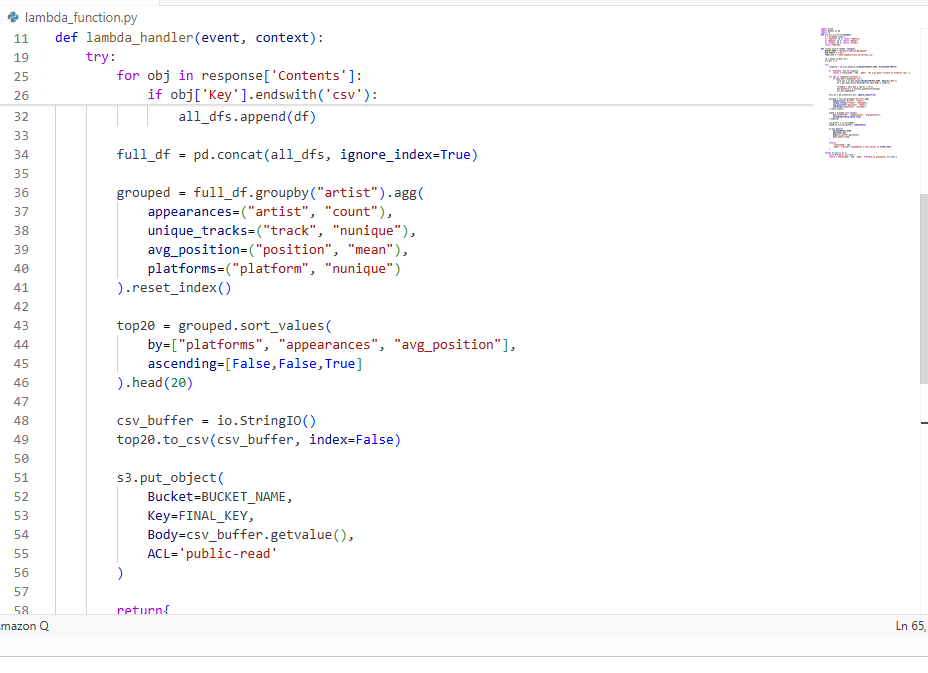 lambda_function.py
11 def lambda_handler(event, context):
19 try:
25 for obj in response['Contents']:
26 if obj['Key'].endswith('csv'):
32 all_dfs.append(df)
33
34 full_df = pd.concat(all_dfs, ignore_index=True)
35
36 grouped = full_df.groupby("artist").agg(
37 appearances=("artist", "count"),
38 unique_tracks=("track", "nunique"),
39 avg_position=("position", "mean"),
40 platforms=("platform", "nunique")
41 ).reset_index()
42
43 top20 = grouped.sort_values(
44 by=["platforms", "appearances", "avg_position"],
45 ascending=[False,False,True]
46 ).head(20)
47
48 csv_buffer = io.StringIO()
49 top20.to_csv(csv_buffer, index=False)
50
51 s3.put_object(
52 Bucket=BUCKET_NAME,
53 Key=FINAL_KEY,
54 Body=csv_buffer.getvalue(),
55 ACL='public-read'
56 )
57
58 return{
mazon Q Ln 65,